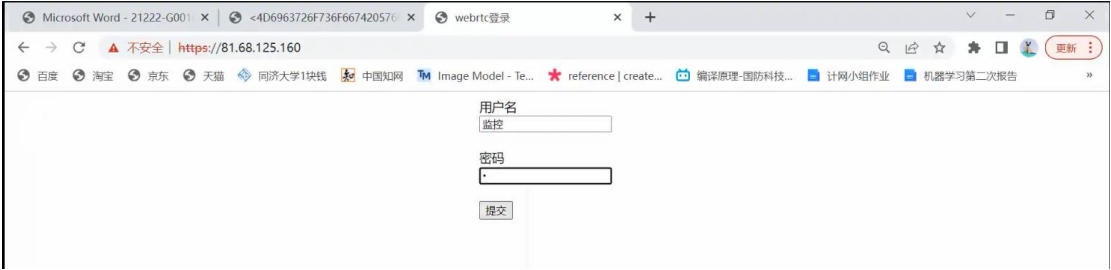 Microsoft Word - 21222-G001
<4D6963726F736F667420576
webrtc登录
不安全 | https://81.68.125.160
更新
百度 淘宝 京东 天猫 同济大学1块钱 中国知网 TM Image Model - Te... reference | create... 编译原理-国防科技... 计网小组作业 机器学习第二次报告 »
用户名
监控
密码
提交